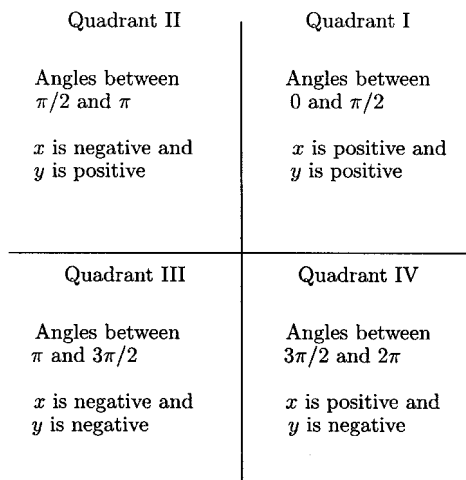 Quadrant II
Angles between
π/2 and π
x is negative and
y is positive
Quadrant I
Angles between
0 and π/2
x is positive and
y is positive
Quadrant III
Angles between
π and 3π/2
x is negative and
y is negative
Quadrant IV
Angles between
3π/2 and 2π
x is positive and
y is negative